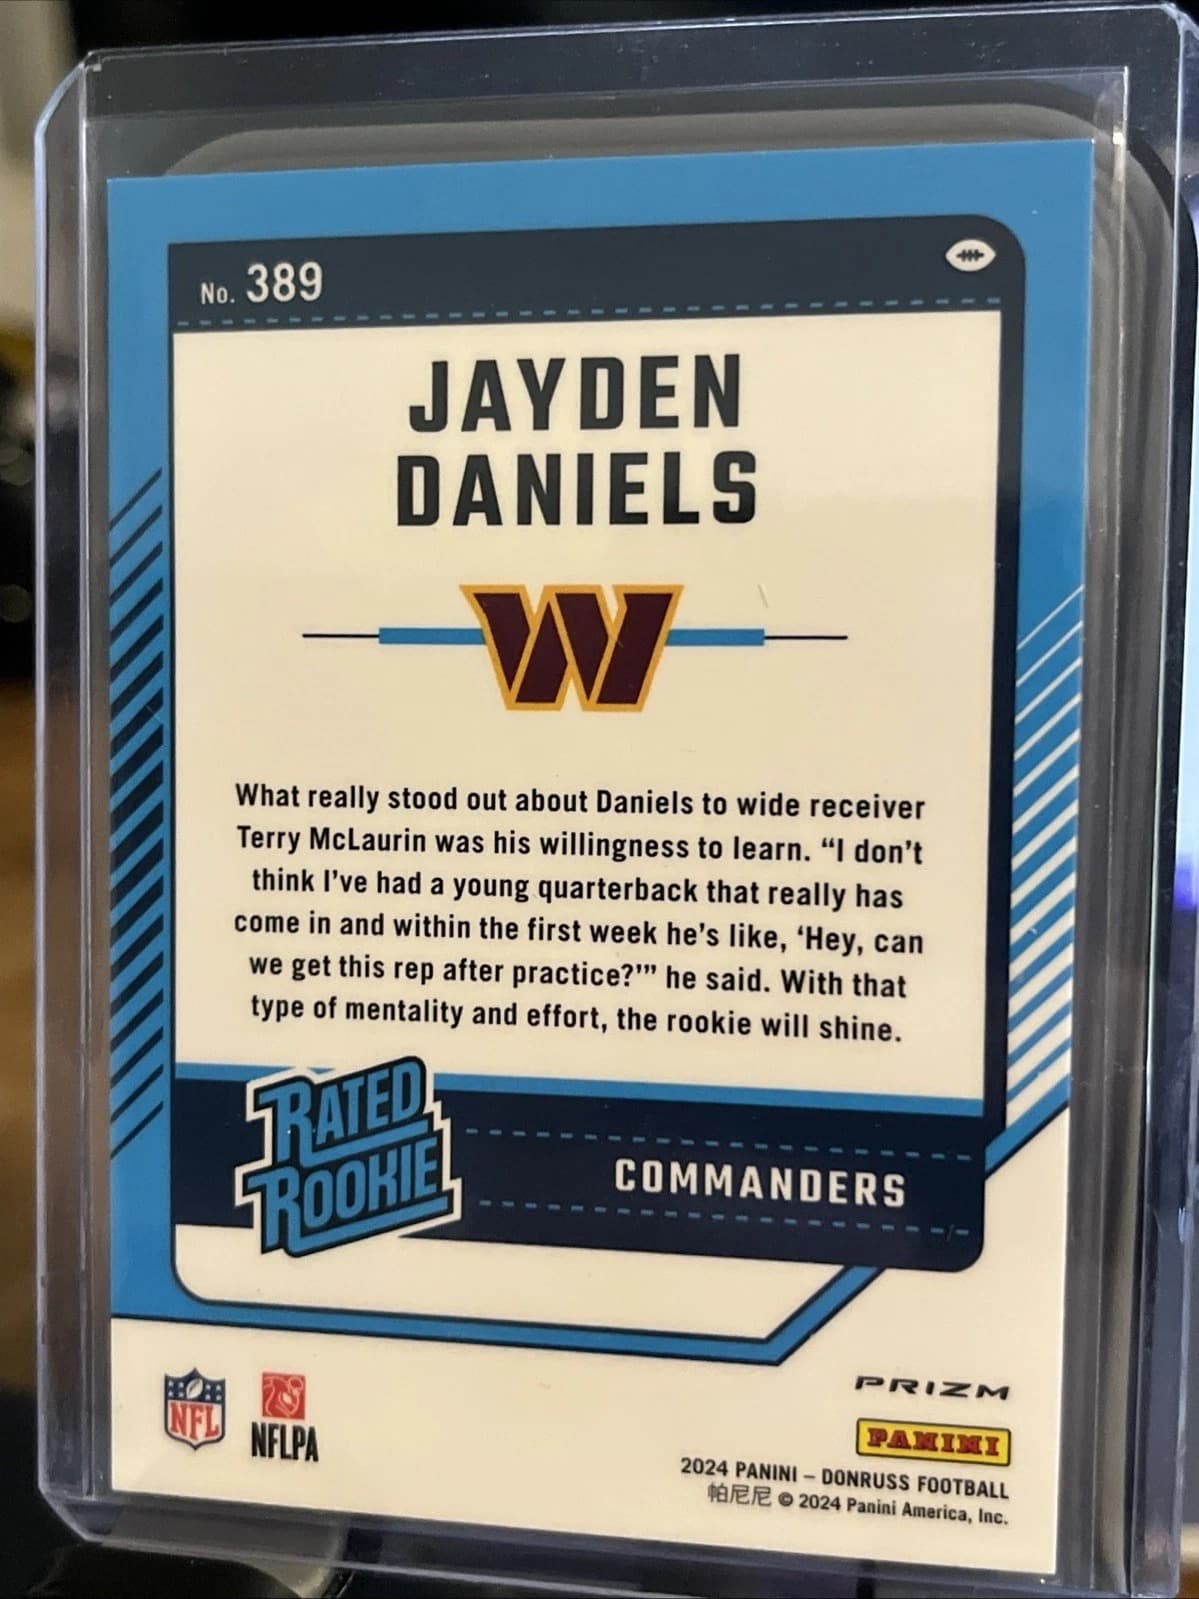 No. 389
JAYDEN
DANIELS
W
What really stood out about Daniels to wide receiver
Terry McLaurin was his willingness to learn. “I don’t
think I’ve had a young quarterback that really has
come in and within the first week he’s like, ‘Hey, can
we get this rep after practice?’” he said. With that
type of mentality and effort, the rookie will shine.
RATED
ROOKIE
COMMANDERS
NFL
NFLPA
PRIZM
PANINI
2024 PANINI – DONRUSS FOOTBALL
帕尼尼 © 2024 Panini America, Inc.